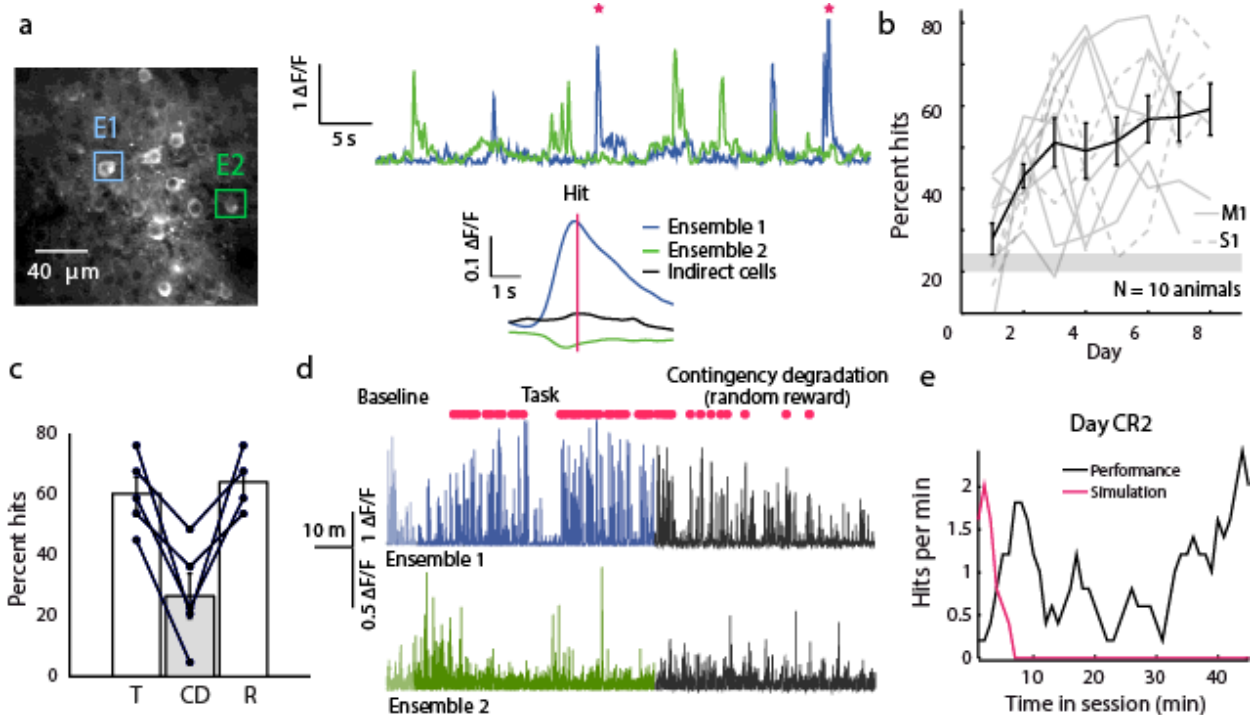 a
E1
E2
40 μm
1 ΔF/F
5 s
Hit
0.1 ΔF/F
1 s
Ensemble 1
Ensemble 2
Indirect cells
b
Percent hits
80
60
40
20
0
2
4
6
8
Day
M1
S1
N = 10 animals
c
Percent hits
80
60
40
20
0
T
CD
R
d
Baseline
Task
Contingency degradation
(random reward)
10 m
1 ΔF/F
0.5 ΔF/F
Ensemble 1
Ensemble 2
e
Day CR2
Performance
Simulation
Hits per min
2
1.5
1
0.5
0
10
20
30
40
Time in session (min)